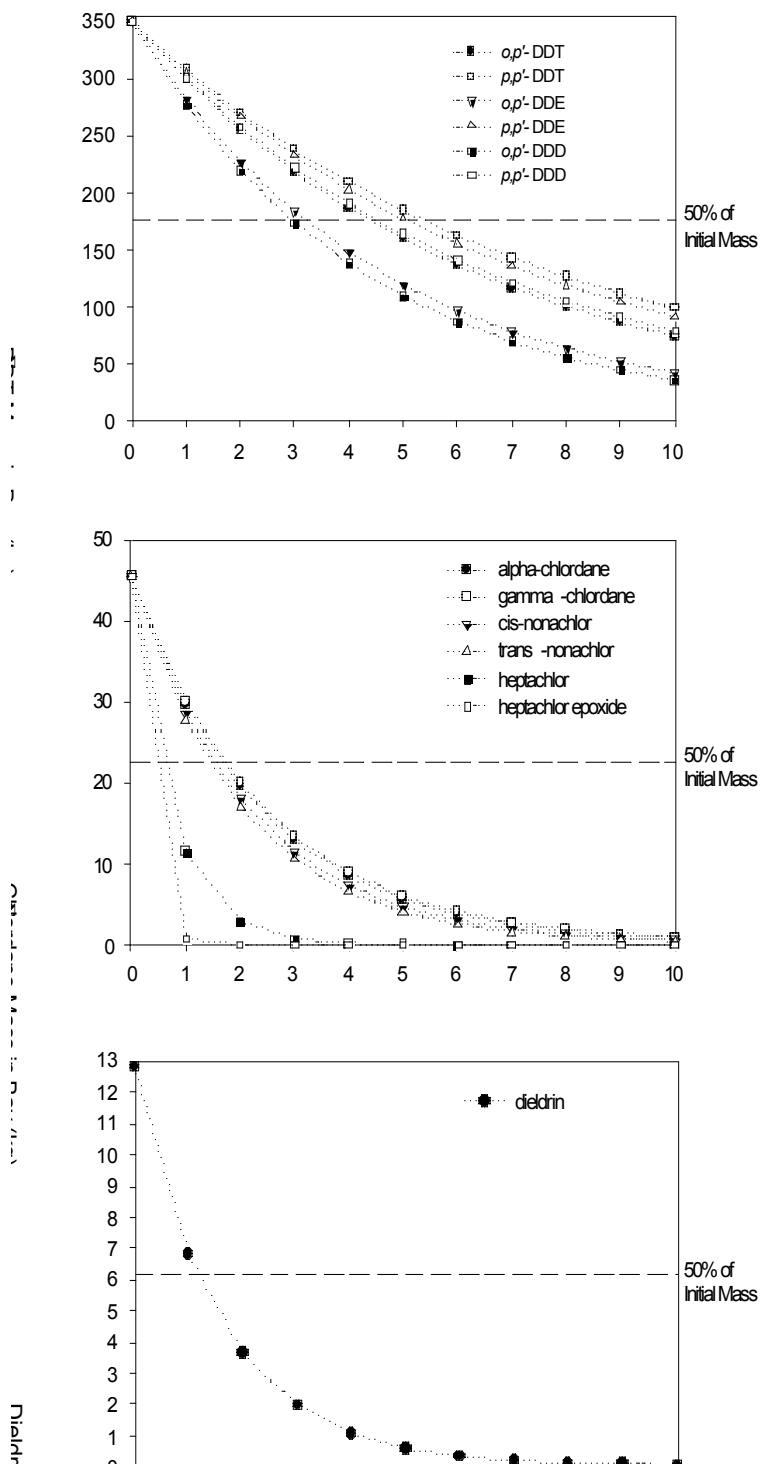 350
300
250
200
150
100
50
0
0 1 2 3 4 5 6 7 8 9 10
o,p'- DDT
p,p'- DDT
o,p'- DDE
p,p'- DDE
o,p'- DDD
p,p'- DDD
50% of
Initial Mass
50
40
30
20
10
0
0 1 2 3 4 5 6 7 8 9 10
alpha-chlordane
gamma -chlordane
cis-nonachlor
trans -nonachlor
heptachlor
heptachlor epoxide
50% of
Initial Mass
13
12
11
10
9
8
7
6
5
4
3
2
1
dieldrin
50% of
Initial Mass
Dieldr